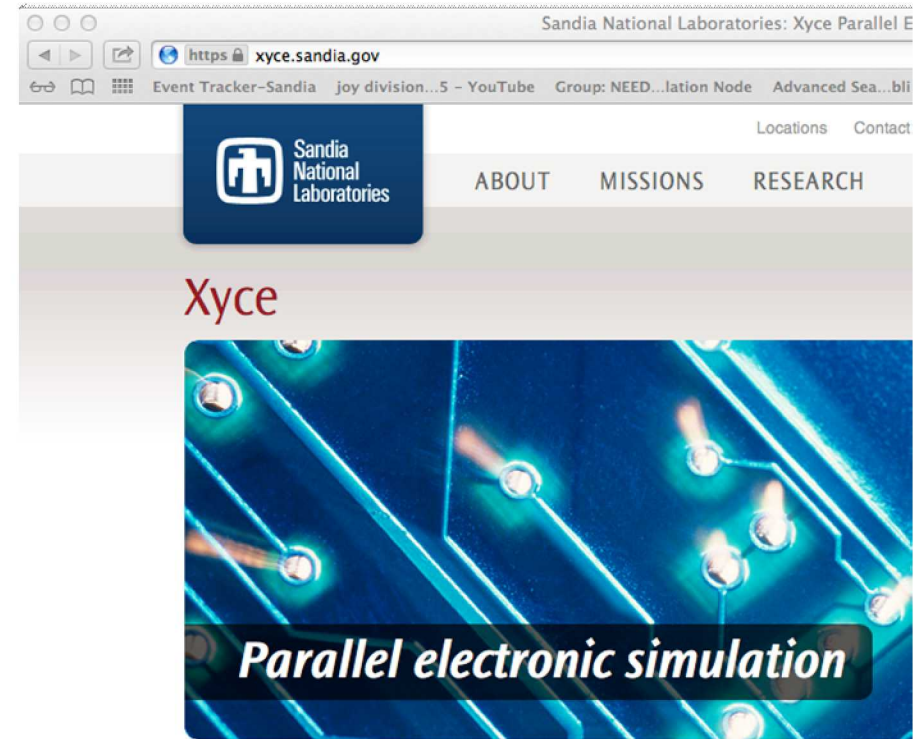 Sandia National Laboratories: Xyce Parallel E
https xyce.sandia.gov
Event Tracker-Sandia joy division...5 - YouTube Group: NEED...lation Node Advanced Sea...bli
Locations Contact
Sandia
National
Laboratories
ABOUT MISSIONS RESEARCH
Xyce
Parallel electronic simulation